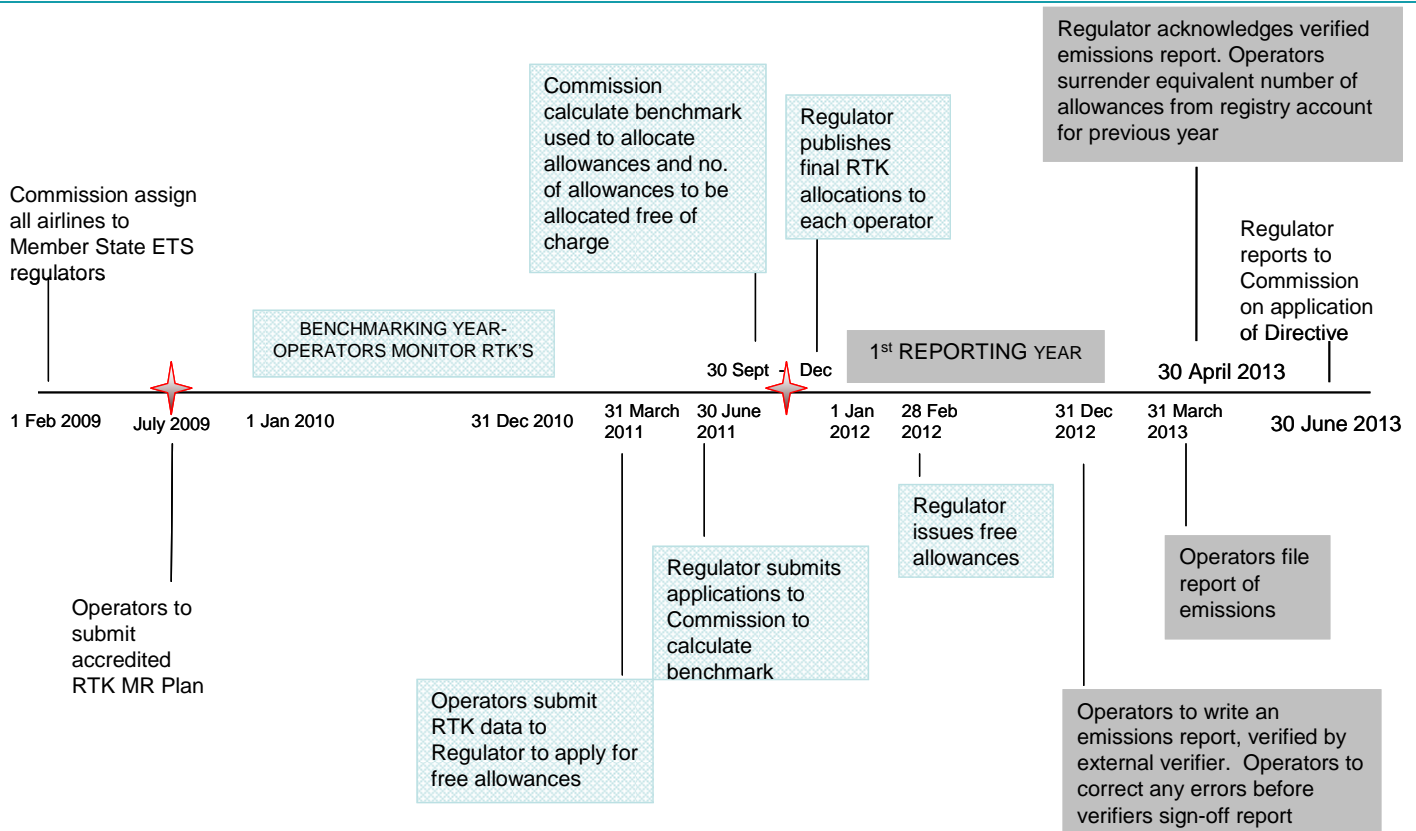 Regulator acknowledges verified
emissions report. Operators
surrender equivalent number of
allowances from registry account
for previous year
Commission
calculate benchmark
used to allocate
allowances and no.
of allowances to be
allocated free of
charge
Regulator
publishes
final RTK
allocations to
each operator
Commission assign
all airlines to
Member State ETS
regulators
Regulator
reports to
Commission
on application
of Directive
BENCHMARKING YEAR-
OPERATORS MONITOR RTK'S
1st REPORTING YEAR
30 Sept - Dec
30 April 2013
1 Feb 2009
July 2009
1 Jan 2010
31 Dec 2010
31 March
2011
30 June
2011
1 Jan
2012
28 Feb
2012
31 Dec
2012
31 March
2013
30 June 2013
Operators to
submit
accredited
RTK MR Plan
Operators submit
RTK data to
Regulator to apply for
free allowances
Regulator submits
applications to
Commission to
calculate
benchmark
Regulator
issues free
allowances
Operators to write an
emissions report, verified by
external verifier.  Operators to
correct any errors before
verifiers sign-off report
Operators file
report of
emissions